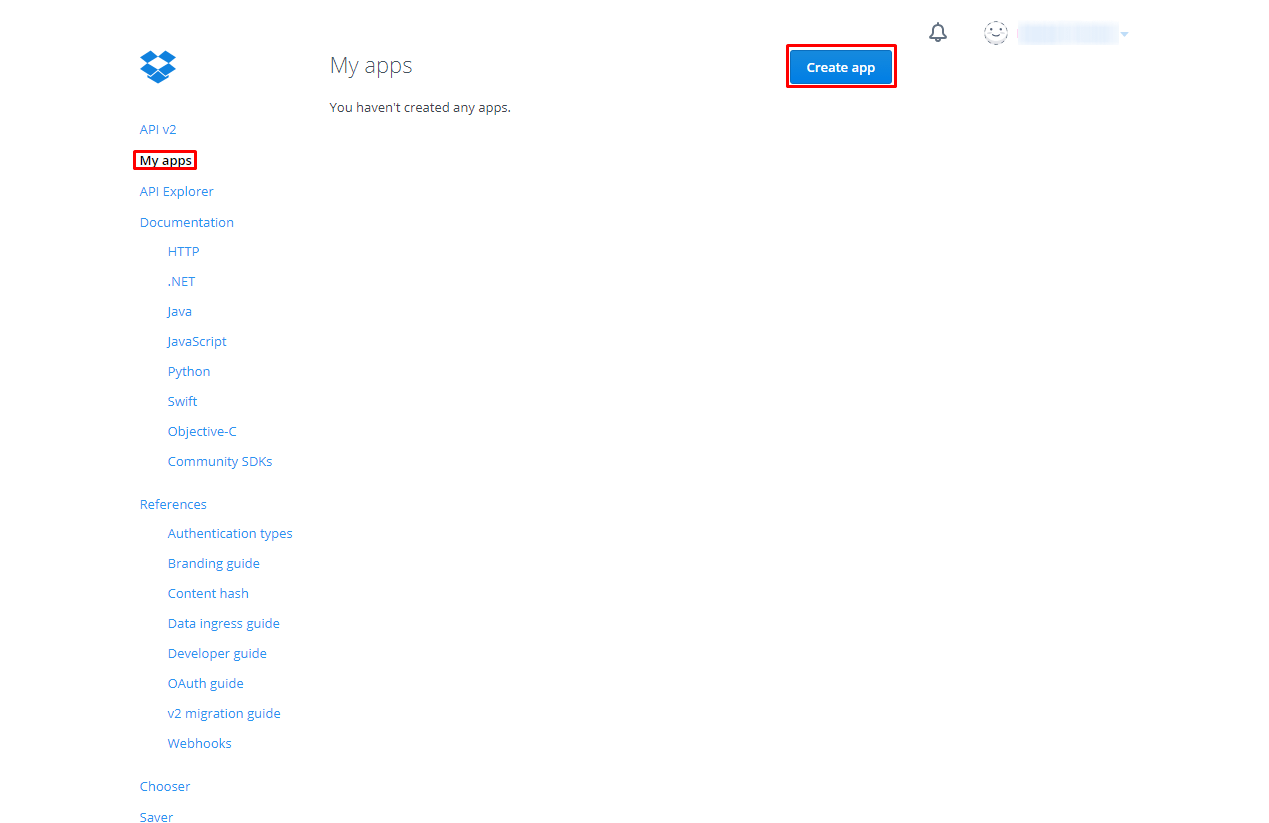 My apps
Create app
You haven't created any apps.
API v2
My apps
API Explorer
Documentation
HTTP
.NET
Java
JavaScript
Python
Swift
Objective-C
Community SDKs
References
Authentication types
Branding guide
Content hash
Data ingress guide
Developer guide
OAuth guide
v2 migration guide
Webhooks
Chooser
Saver